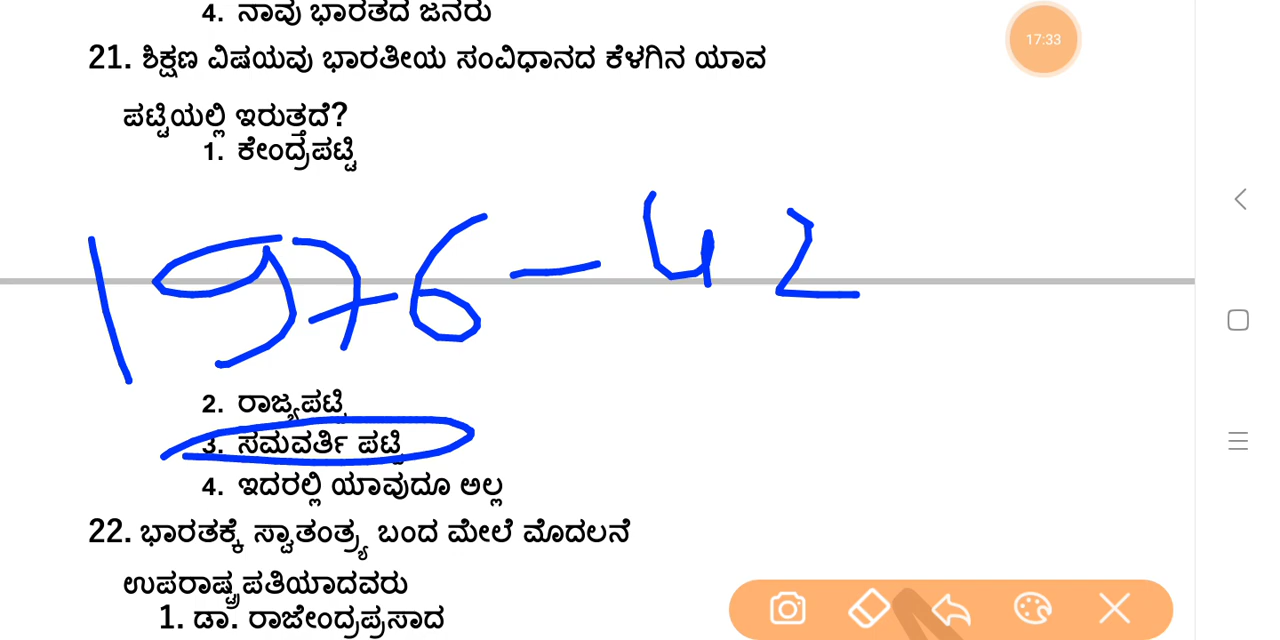 4. ನಾವು ಭಾರತದ ಜನರು
17:33
21. ಶಿಕ್ಷಣ ವಿಷಯವು ಭಾರತೀಯ ಸಂವಿಧಾನದ ಕೆಳಗಿನ ಯಾವ
ಪಟ್ಟಿಯಲ್ಲಿ ಇರುತ್ತದೆ?
1. ಕೇಂದ್ರಪಟ್ಟಿ
1976 - 42
2. ರಾಜ್ಯಪಟ್ಟಿ
3. ಸಮವರ್ತಿ ಪಟ್ಟಿ
4. ಇದರಲ್ಲಿ ಯಾವುದೂ ಅಲ್ಲ
22. ಭಾರತಕ್ಕೆ ಸ್ವಾತಂತ್ರ್ಯ ಬಂದ ಮೇಲೆ ಮೊದಲನೆ
ಉಪರಾಷ್ಟ್ರಪತಿಯಾದವರು
1. ಡಾ. ರಾಜೇಂದ್ರಪ್ರಸಾದ